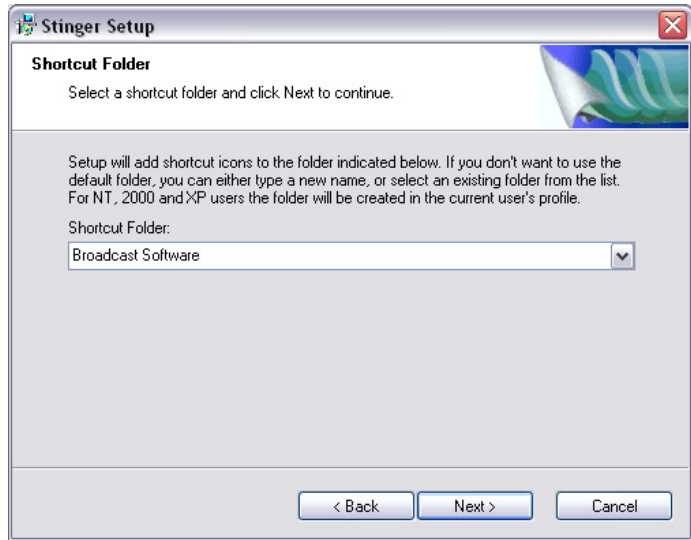 Stinger Setup
Shortcut Folder
Select a shortcut folder and click Next to continue.
Setup will add shortcut icons to the folder indicated below. If you don't want to use the
default folder, you can either type a new name, or select an existing folder from the list.
For NT, 2000 and XP users the folder will be created in the current user's profile.
Shortcut Folder:
Broadcast Software
< Back Next > Cancel